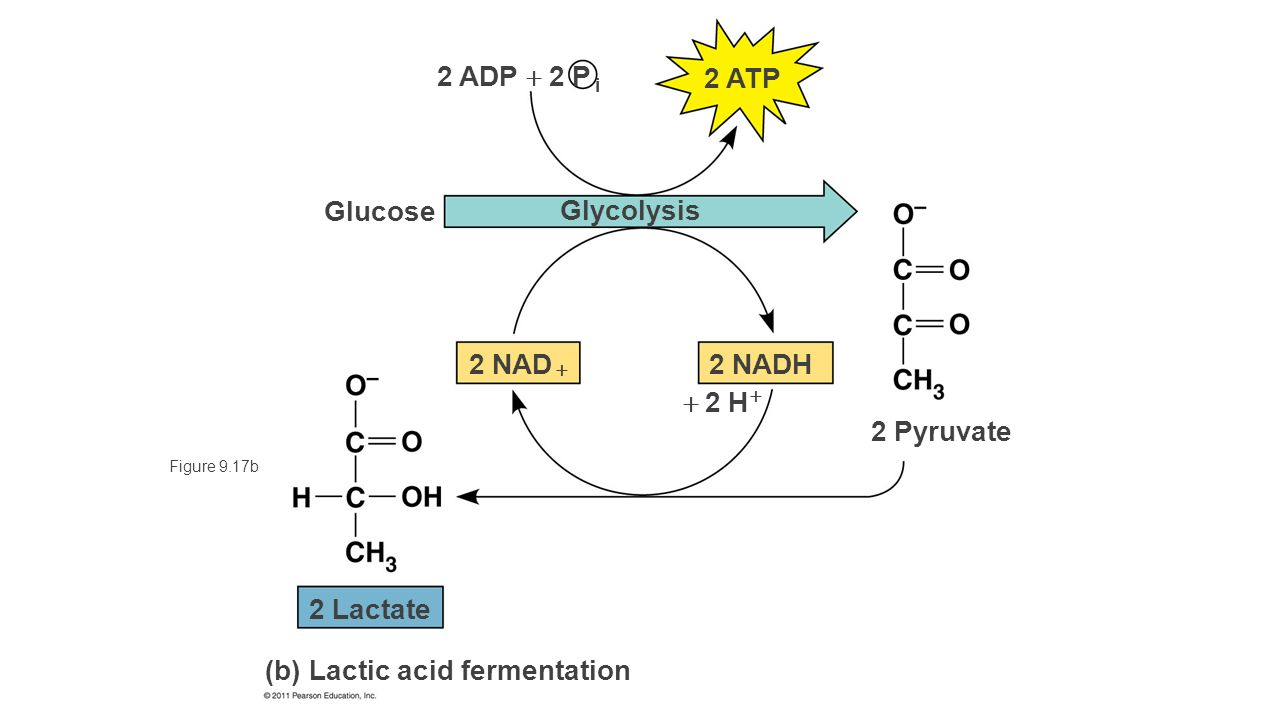 2 ADP + 2 Pi
2 ATP
Glucose
Glycolysis
O–
C=O
C=O
CH3
2 NAD+
2 NADH
+ 2 H+
2 Pyruvate
O–
C=O
H–C–OH
CH3
Figure 9.17b
2 Lactate
(b) Lactic acid fermentation
© 2011 Pearson Education, Inc.